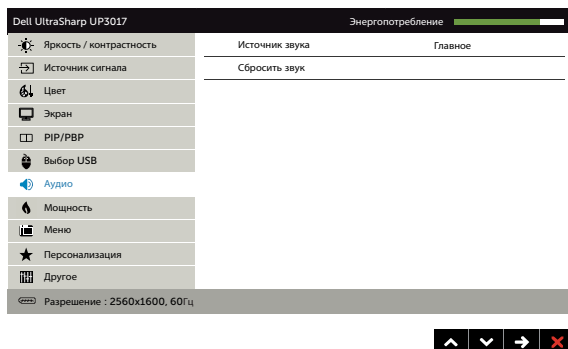 Dell UltraSharp UP3017 Энергопотребление
Яркость / контрастность Источник звука Главное
Источник сигнала Сбросить звук
Цвет
Экран
PIP/PBP
Выбор USB
Аудио
Мощность
Меню
Персонализация
Другое
Разрешение : 2560x1600, 60Гц